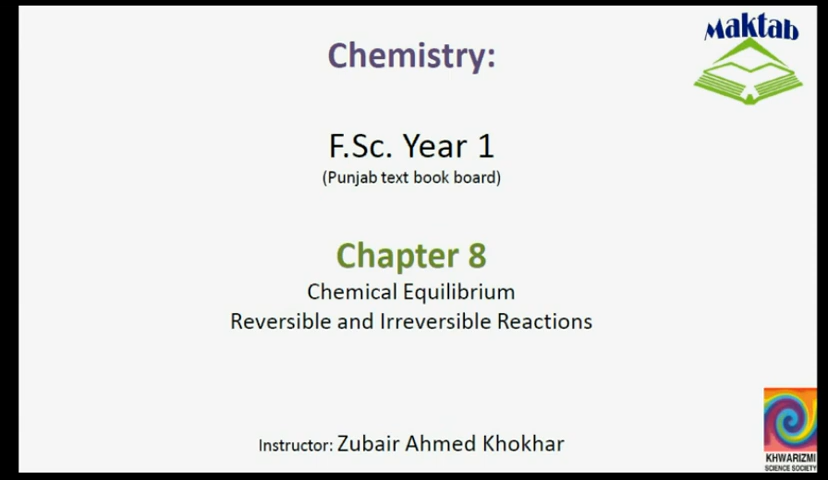 Maktab
Chemistry:
F.Sc. Year 1
(Punjab text book board)
Chapter 8
Chemical Equilibrium
Reversible and Irreversible Reactions
Instructor: Zubair Ahmed Khokhar
KHWARIZMI
SCIENCE SOCIETY